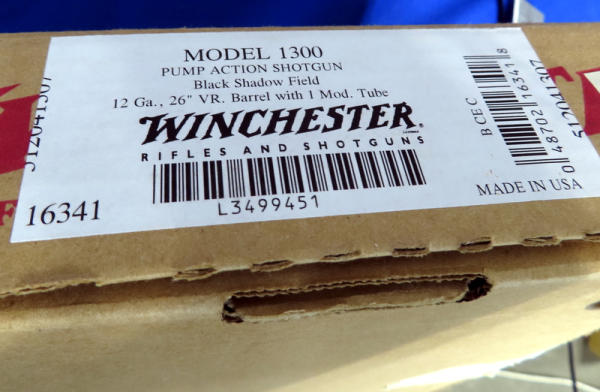 MODEL 1300
PUMP ACTION SHOTGUN
Black Shadow Field
12 Ga., 26" VR. Barrel with 1 Mod. Tube
WINCHESTER
RIFLES AND SHOTGUNS
L3499451
16341
MADE IN USA
B CEC
0 48702 16341 8
512041307